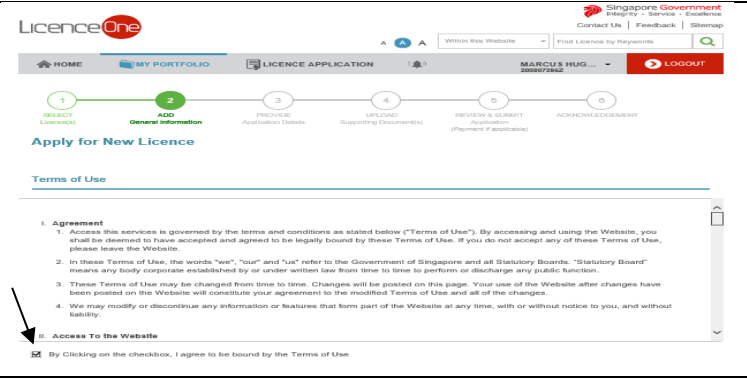 Singapore Government
Integrity · Service · Excellence
Contact Us | Feedback | Sitemap
LicenceOne
A A A
Within this Website
Find Licence by Keywords
HOME
MY PORTFOLIO
LICENCE APPLICATION
MARCUS HUG...
LOGOUT
1
2
3
4
5
6
SELECT
Licence(s)
ADD
General Information
PROVIDE
Application Details
UPLOAD
Supporting Document(s)
REVIEW & SUBMIT
Application
(Payment if applicable)
ACKNOWLEDGEMENT
Apply for New Licence
Terms of Use
I. Agreement
1. Access this services is governed by the terms and conditions as stated below ("Terms of Use"). By accessing and using the Website, you
shall be deemed to have accepted and agreed to be legally bound by these Terms of Use. If you do not accept any of these Terms of Use,
please leave the Website.
2. In these Terms of Use, the words "we", "our" and "us" refer to the Government of Singapore and all Statutory Boards. "Statutory Board"
means any body corporate established by or under written law from time to time to perform or discharge any public function.
3. These Terms of Use may be changed from time to time. Changes will be posted on this page. Your use of the Website after changes have
been posted on the Website will constitute your agreement to the modified Terms of Use and all of the changes.
4. We may modify or discontinue any information or features that form part of the Website at any time, with or without notice to you, and without
liability.
II. Access To the Website
By Clicking on the checkbox, I agree to be bound by the Terms of Use